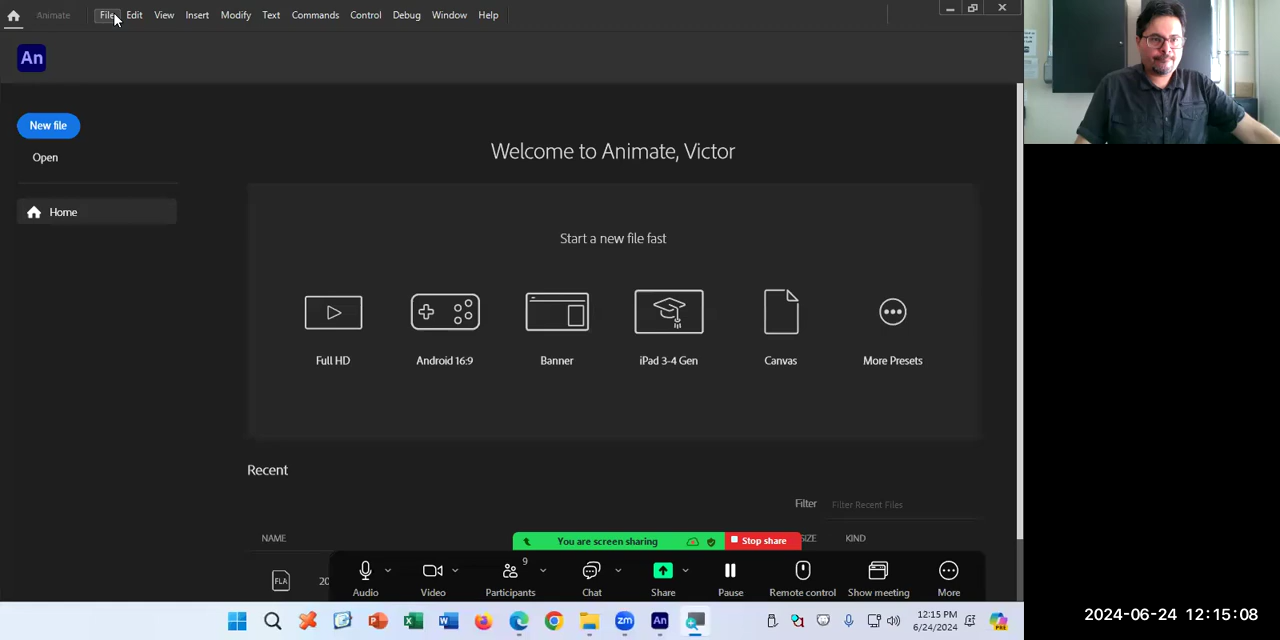 Animate File Edit View Insert Modify Text Commands Control Debug Window Help
An
New file
Open
Home
Welcome to Animate, Victor
Start a new file fast
Full HD Android 16:9 Banner iPad 3-4 Gen Canvas More Presets
Recent
Filter Filter Recent Files
NAME SIZE KIND
You are screen sharing Stop share
FLA 20
9
Audio Video Participants Chat Share Pause Remote control Show meeting More
12:15 PM
6/24/2024
2024-06-24 12:15:08